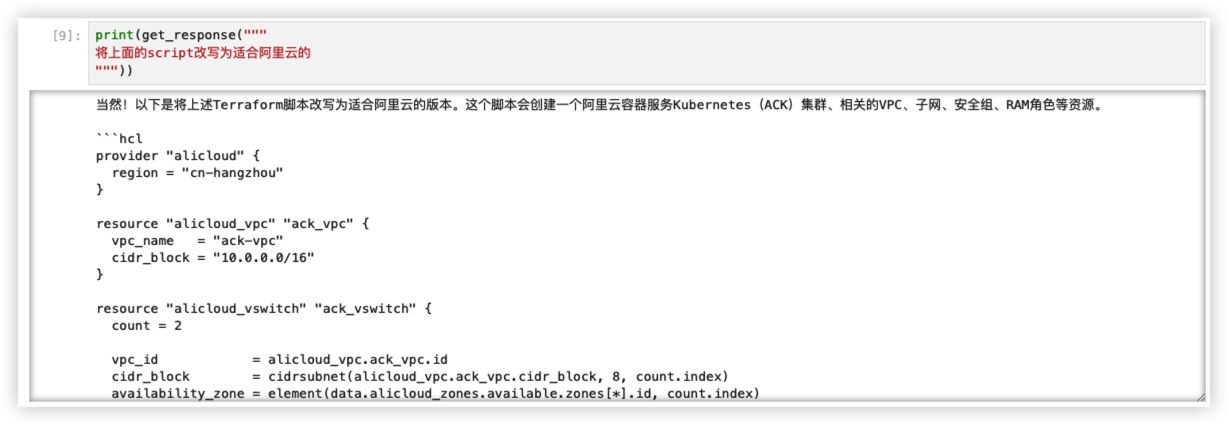 [9]: print(get_response("""
将上面的script改写为适合阿里云的
"""))
当然！以下是将上述Terraform脚本改写为适合阿里云的版本。这个脚本会创建一个阿里云容器服务Kubernetes（ACK）集群、相关的VPC、子网、安全组、RAM角色等资源。
```hcl
provider "alicloud" {
  region = "cn-hangzhou"
}
resource "alicloud_vpc" "ack_vpc" {
  vpc_name   = "ack-vpc"
  cidr_block = "10.0.0.0/16"
}
resource "alicloud_vswitch" "ack_vswitch" {
  count = 2
  vpc_id            = alicloud_vpc.ack_vpc.id
  cidr_block        = cidrsubnet(alicloud_vpc.ack_vpc.cidr_block, 8, count.index)
  availability_zone = element(data.alicloud_zones.available.zones[*].id, count.index)